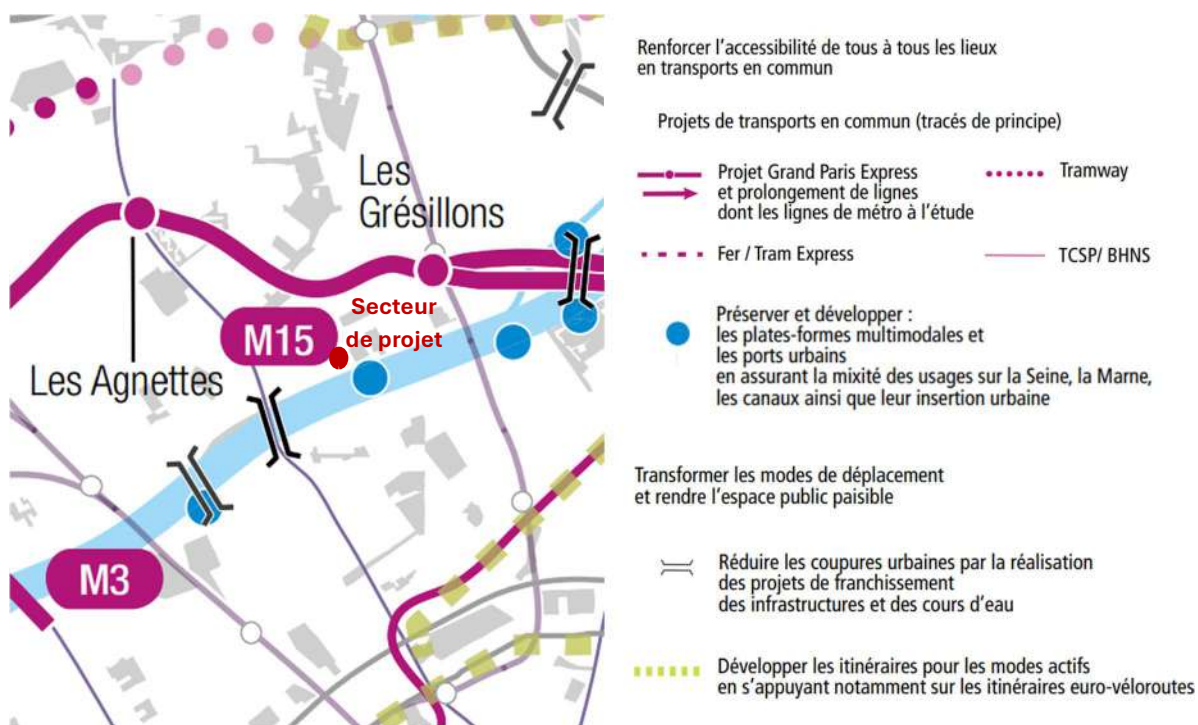 Les
Grésillons
Secteur
de projet
M15
Les Agnettes
M3
Renforcer l'accessibilité de tous à tous les lieux
en transports en commun
Projets de transports en commun (tracés de principe)
Projet Grand Paris Express
et prolongement de lignes
dont les lignes de métro à l'étude
Tramway
Fer / Tram Express
TCSP/ BHNS
Préserver et développer :
les plates-formes multimodales et
les ports urbains
en assurant la mixité des usages sur la Seine, la Marne,
les canaux ainsi que leur insertion urbaine
Transformer les modes de déplacement
et rendre l'espace public paisible
Réduire les coupures urbaines par la réalisation
des projets de franchissement
des infrastructures et des cours d'eau
Développer les itinéraires pour les modes actifs
en s'appuyant notamment sur les itinéraires euro-véloroutes